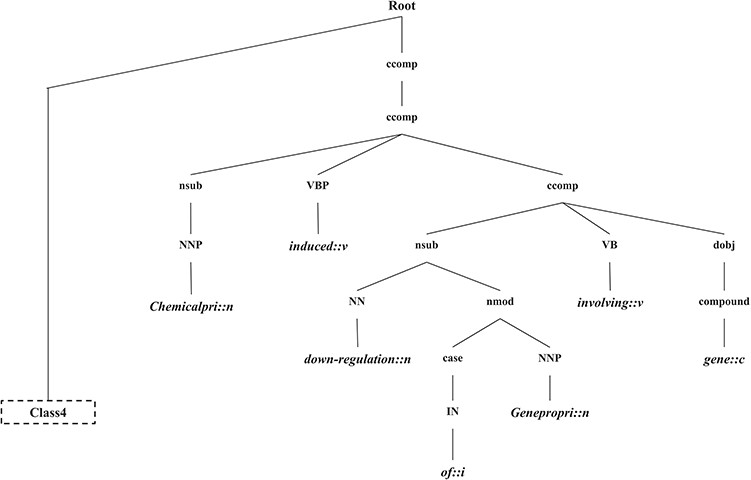 Root
ccomp
ccomp
nsub VBP ccomp
NNP induced::v nsub VB dobj
Chemicalpri::n NN nmod involving::v compound
down-regulation::n case NNP gene::c
Class4 IN Genepropri::n
of::i